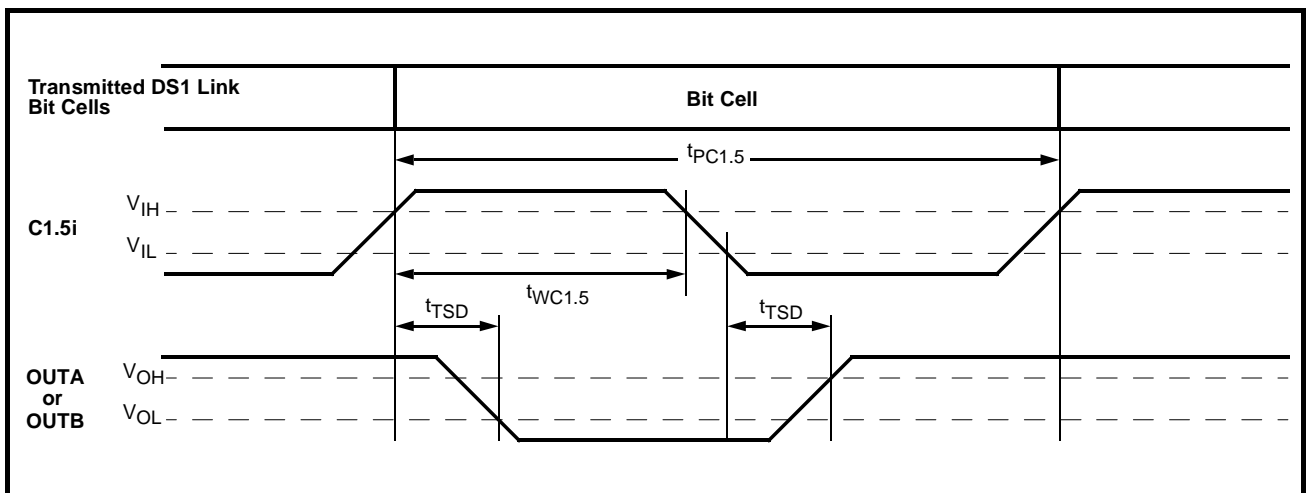 Transmitted DS1 Link
Bit Cells
Bit Cell
tPC1.5
C1.5i
VIH
VIL
tWC1.5
tTSD
tTSD
OUTA
or
OUTB
VOH
VOL